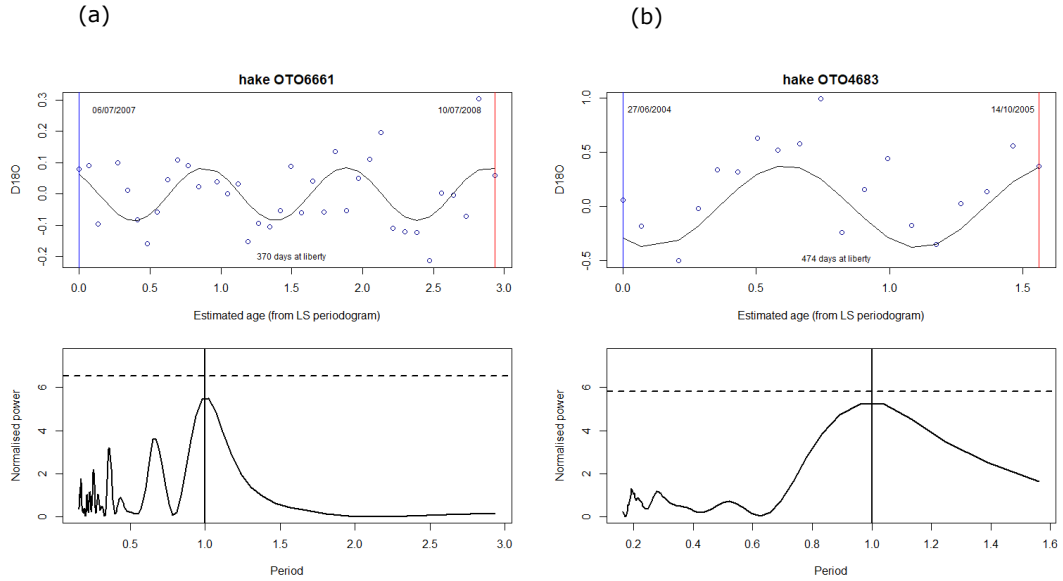 (a)
hake OTO6661
06/07/2007 10/07/2008
D18O
0.3
0.2
0.1
0.0
-0.1
-0.2
370 days at liberty
0.0 0.5 1.0 1.5 2.0 2.5 3.0
Estimated age (from LS periodogram)
Normalised power
6
4
2
0
0.5 1.0 1.5 2.0 2.5 3.0
Period
(b)
hake OTO4683
27/06/2004 14/10/2005
D18O
1.0
0.5
0.0
-0.5
474 days at liberty
0.0 0.5 1.0 1.5
Estimated age (from LS periodogram)
Normalised power
6
4
2
0
0.2 0.4 0.6 0.8 1.0 1.2 1.4 1.6
Period